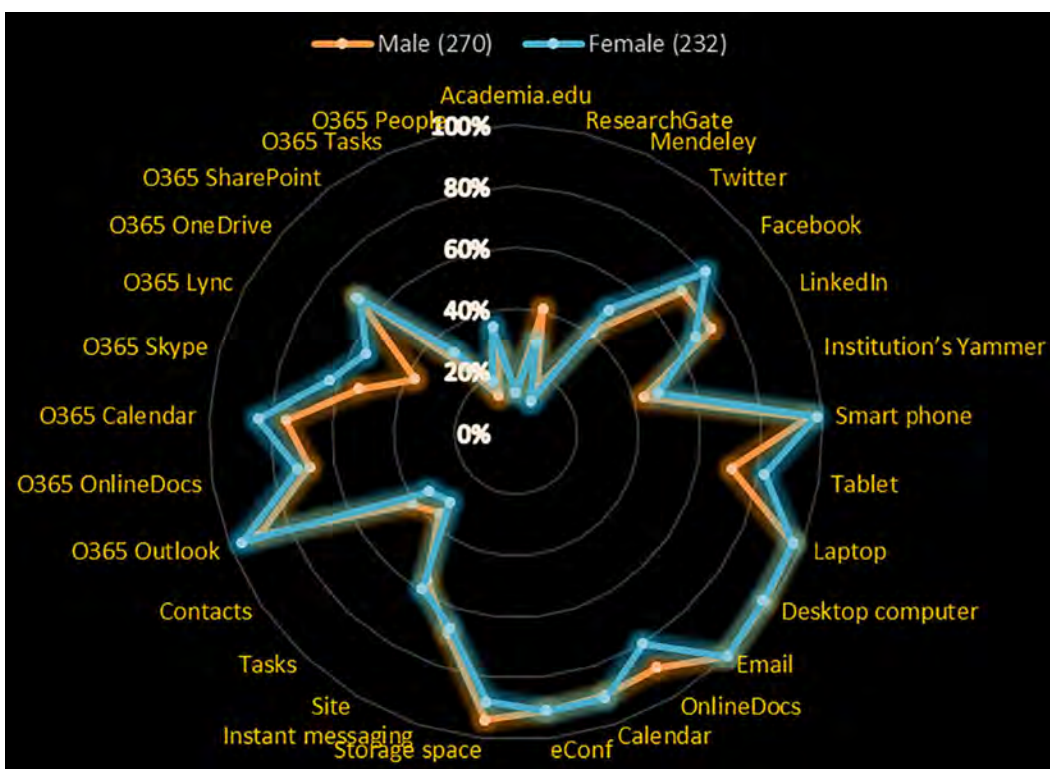 Male (270)
Female (232)
Academia.edu
ResearchGate
Mendeley
Twitter
Facebook
LinkedIn
Institution's Yammer
Smart phone
Tablet
Laptop
Desktop computer
Email
OnlineDocs
Calendar
eConf
Storage space
Instant messaging
Site
Tasks
Contacts
O365 Outlook
O365 OnlineDocs
O365 Calendar
O365 Skype
O365 Lync
O365 OneDrive
O365 SharePoint
O365 Tasks
O365 People
100%
80%
60%
40%
20%
0%